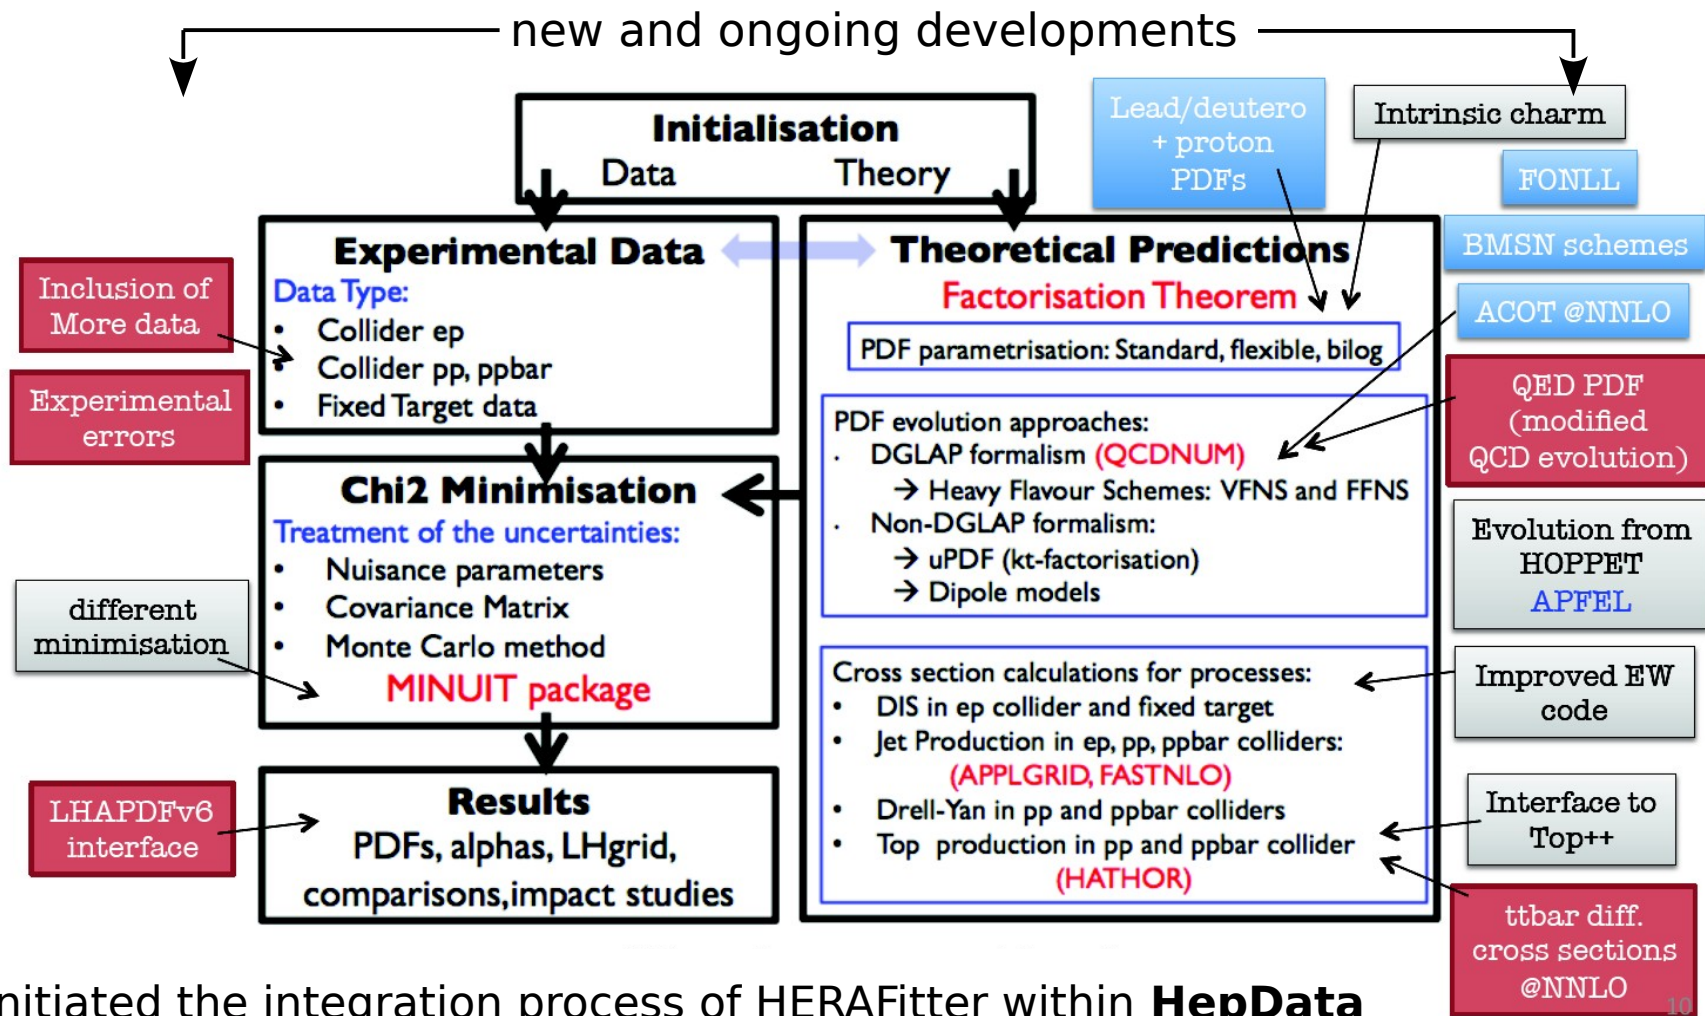 new and ongoing developments
Initialisation
Data Theory
Lead/deutero
+ proton
PDFs
Intrinsic charm
FONLL
BMSN schemes
ACOT @NNLO
QED PDF
(modified
QCD evolution)
Evolution from
HOPPET
APFEL
Improved EW
code
Interface to
Top++
ttbar diff.
cross sections
@NNLO
Inclusion of
More data
Experimental
errors
different
minimisation
LHAPDFv6
interface
Experimental Data
Data Type:
• Collider ep
• Collider pp, ppbar
• Fixed Target data
Chi2 Minimisation
Treatment of the uncertainties:
• Nuisance parameters
• Covariance Matrix
• Monte Carlo method
MINUIT package
Results
PDFs, alphas, LHgrid,
comparisons,impact studies
Theoretical Predictions
Factorisation Theorem
PDF parametrisation: Standard, flexible, bilog
PDF evolution approaches:
· DGLAP formalism (QCDNUM)
→ Heavy Flavour Schemes: VFNS and FFNS
· Non-DGLAP formalism:
→ uPDF (kt-factorisation)
→ Dipole models
Cross section calculations for processes:
• DIS in ep collider and fixed target
• Jet Production in ep, pp, ppbar colliders:
(APPLGRID, FASTNLO)
• Drell-Yan in pp and ppbar colliders
• Top production in pp and ppbar collider
(HATHOR)
nitiated the integration process of HERAFitter within HepData
10